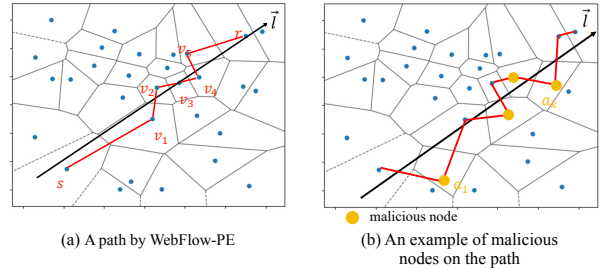 l⃗
r
v₅
v₂
v₄
v₃
v₁
s
l⃗
aₖ
a₁
malicious node
(a) A path by WebFlow-PE
(b) An example of malicious
nodes on the path